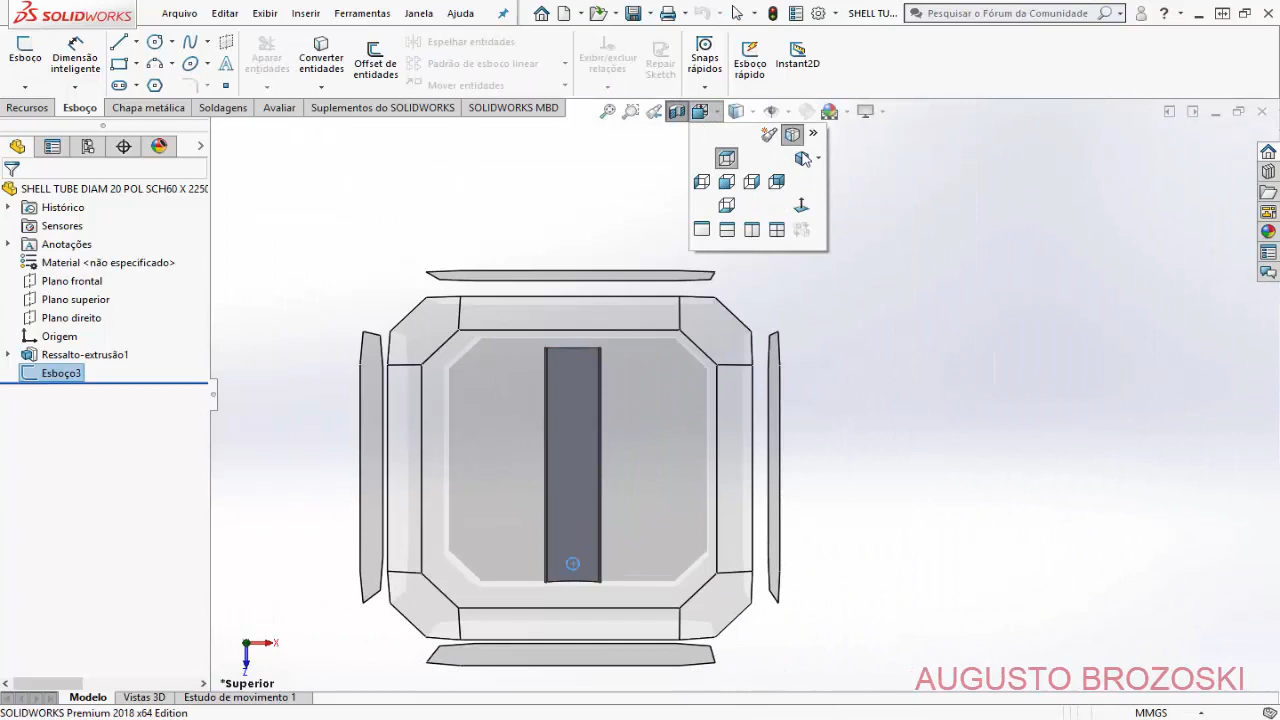 SOLIDWORKS
Arquivo Editar Exibir Inserir Ferramentas Janela Ajuda
SHELL TU...
Pesquisar o Fórum da Comunidade
Esboço
Dimensão inteligente
Aparar entidades
Converter entidades
Offset de entidades
Espelhar entidades
Padrão de esboço linear
Mover entidades
Exibir/excluir relações
Repair Sketch
Snaps rápidos
Esboço rápido
Instant2D
Recursos Esboço Chapa metálica Soldagens Avaliar Suplementos do SOLIDWORKS SOLIDWORKS MBD
SHELL TUBE DIAM 20 POL SCH60 X 2250
Histórico
Sensores
Anotações
Material <não especificado>
Plano frontal
Plano superior
Plano direito
Origem
Ressalto-extrusão1
Esboço3
X
Z
*Superior
AUGUSTO BROZOSKI
Modelo Vistas 3D Estudo de movimento 1
SOLIDWORKS Premium 2018 x64 Edition
MMGS